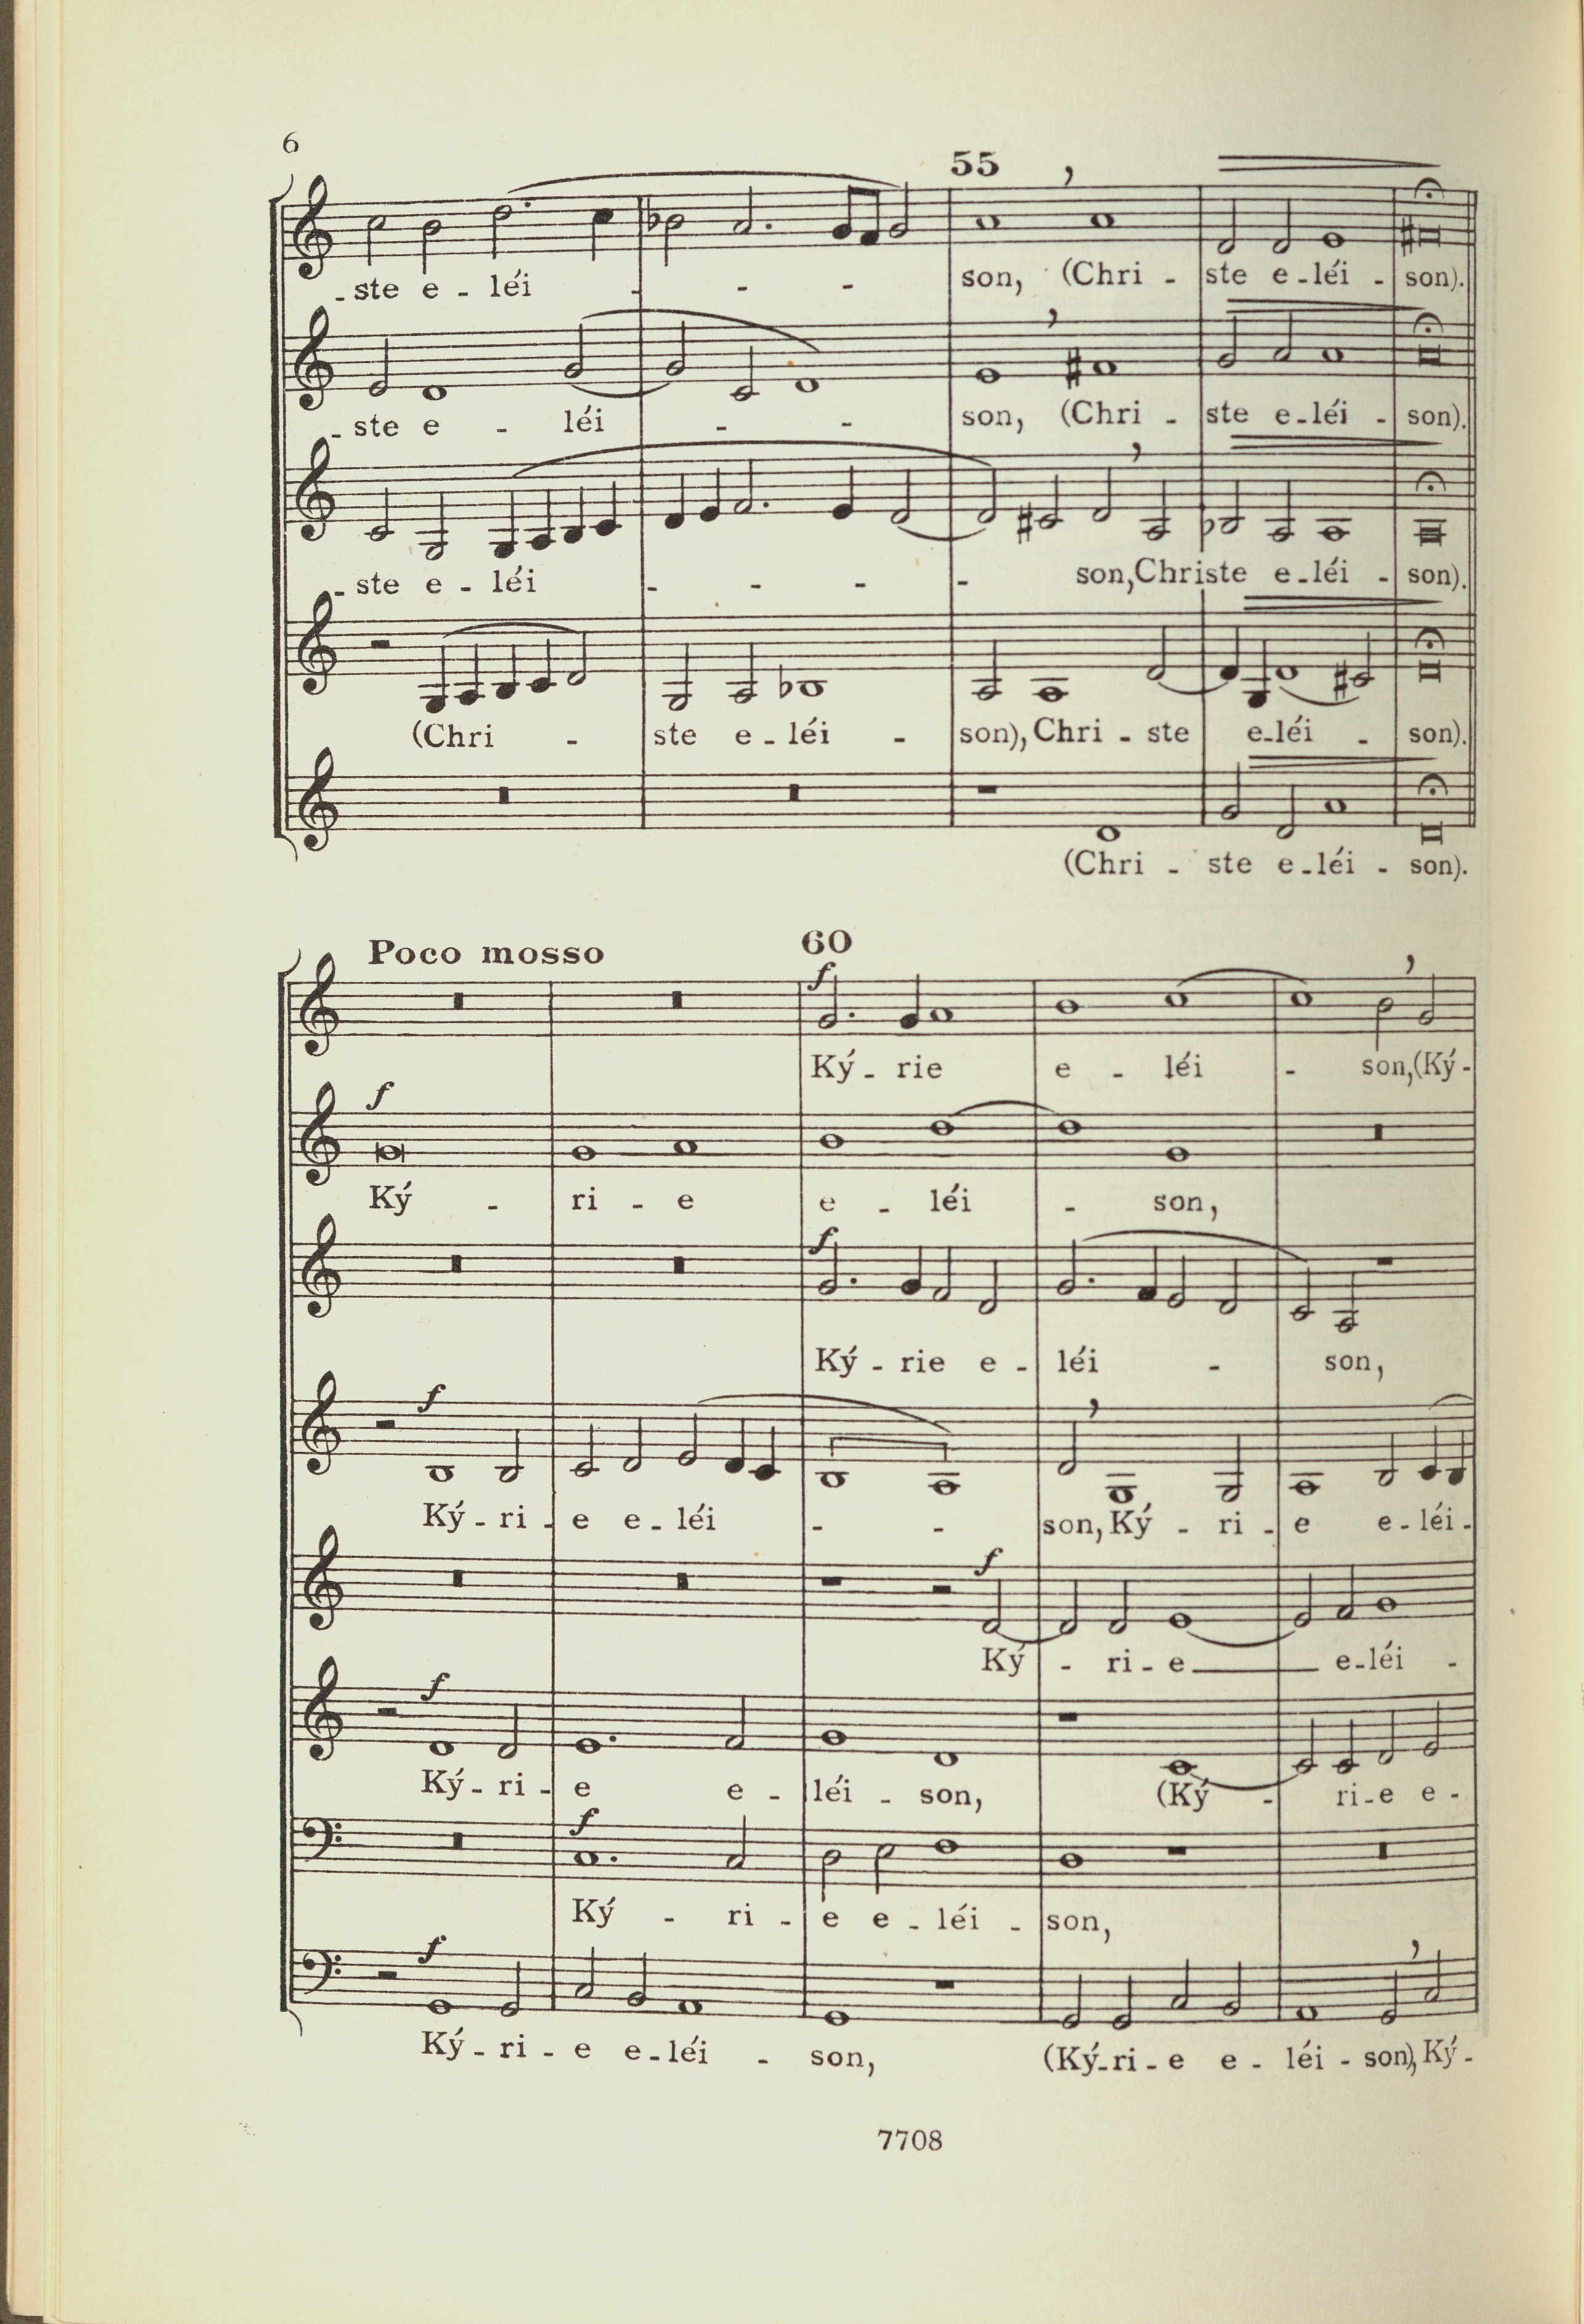 6
55
- ste e - léi - - -
son, (Chri - ste e - léi - son).
- ste e - léi - -
son, (Chri - ste e - léi - son).
- ste e - léi - - - -
son, Christe e - léi - son).
(Chri - ste e - léi - son), Chri - ste e - léi - son).
(Chri - ste e - léi - son).
Poco mosso
60
f
Ký - rie e - léi - son, (Ký -
f
Ký - ri - e e - léi - son,
f
Ký - rie e - léi - son,
f
Ký - ri - e e - léi - - son, Ký - ri - e e - léi -
f
Ký - ri - e e - léi -
f
Ký - ri - e e - léi - son, (Ký - ri - e e -
f
Ký - ri - e e - léi - son,
f
Ký - ri - e e - léi - son, (Ký - ri - e e - léi - son), Ký -
7708